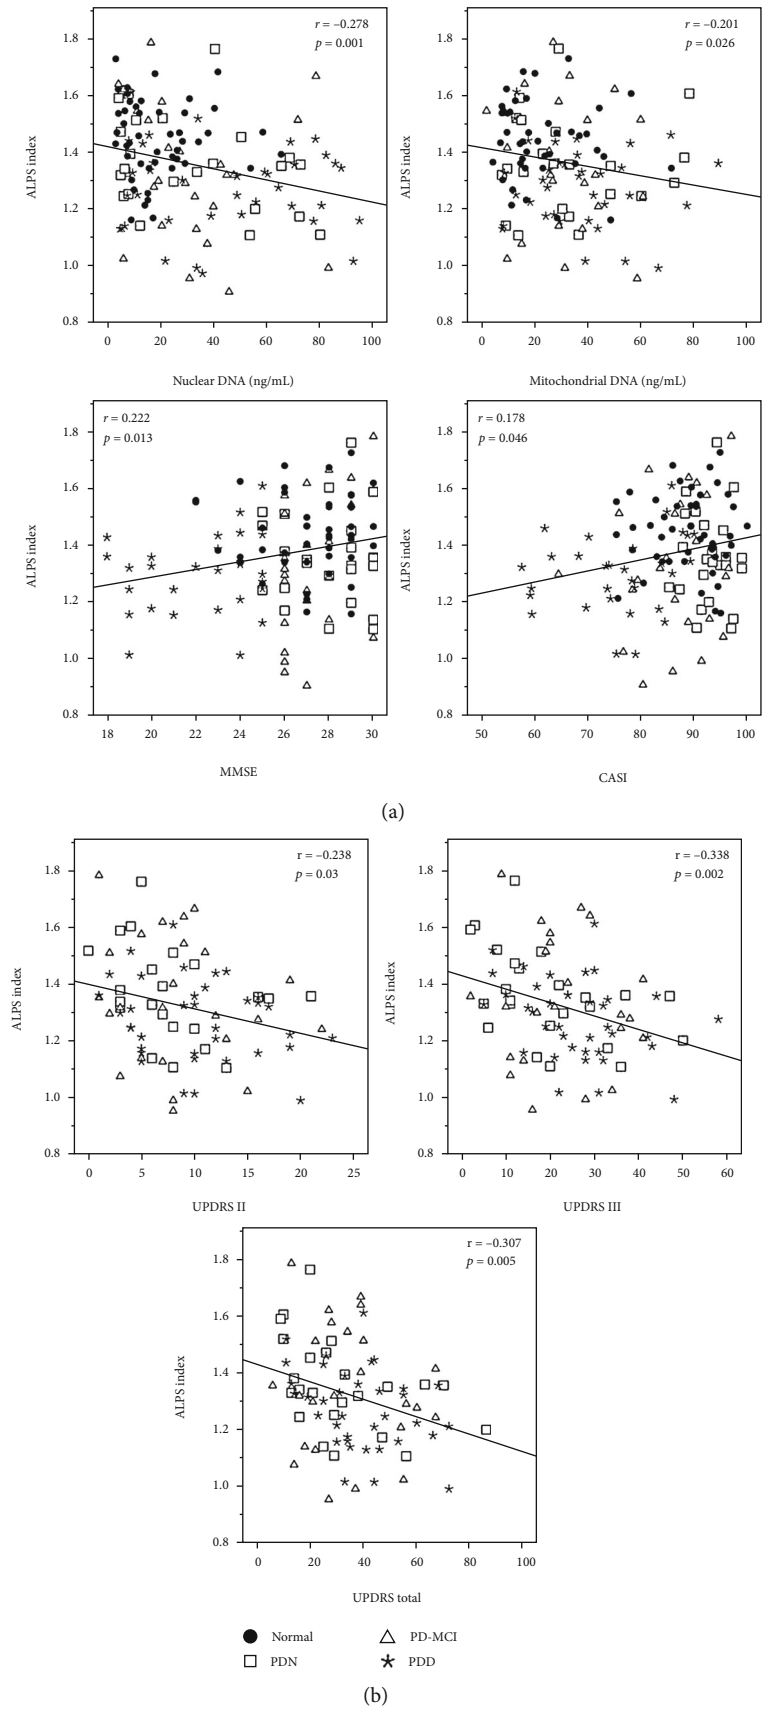 r = –0.278
p = 0.001
1.8
1.6
1.4
1.2
1.0
0.8
ALPS index
0 20 40 60 80 100
Nuclear DNA (ng/mL)
r = –0.201
p = 0.026
1.8
1.6
1.4
1.2
1.0
0.8
ALPS index
0 20 40 60 80 100
Mitochondrial DNA (ng/mL)
r = 0.222
p = 0.013
1.8
1.6
1.4
1.2
1.0
0.8
ALPS index
18 20 22 24 26 28 30
MMSE
r = 0.178
p = 0.046
1.8
1.6
1.4
1.2
1.0
0.8
ALPS index
50 60 70 80 90 100
CASI
(a)
r = –0.238
p = 0.03
1.8
1.6
1.4
1.2
1.0
0.8
ALPS index
0 5 10 15 20 25
UPDRS II
r = –0.338
p = 0.002
1.8
1.6
1.4
1.2
1.0
0.8
ALPS index
0 10 20 30 40 50 60
UPDRS III
r = –0.307
p = 0.005
1.8
1.6
1.4
1.2
1.0
0.8
ALPS index
0 20 40 60 80 100
UPDRS total
Normal
PDN
PD-MCI
PDD
(b)